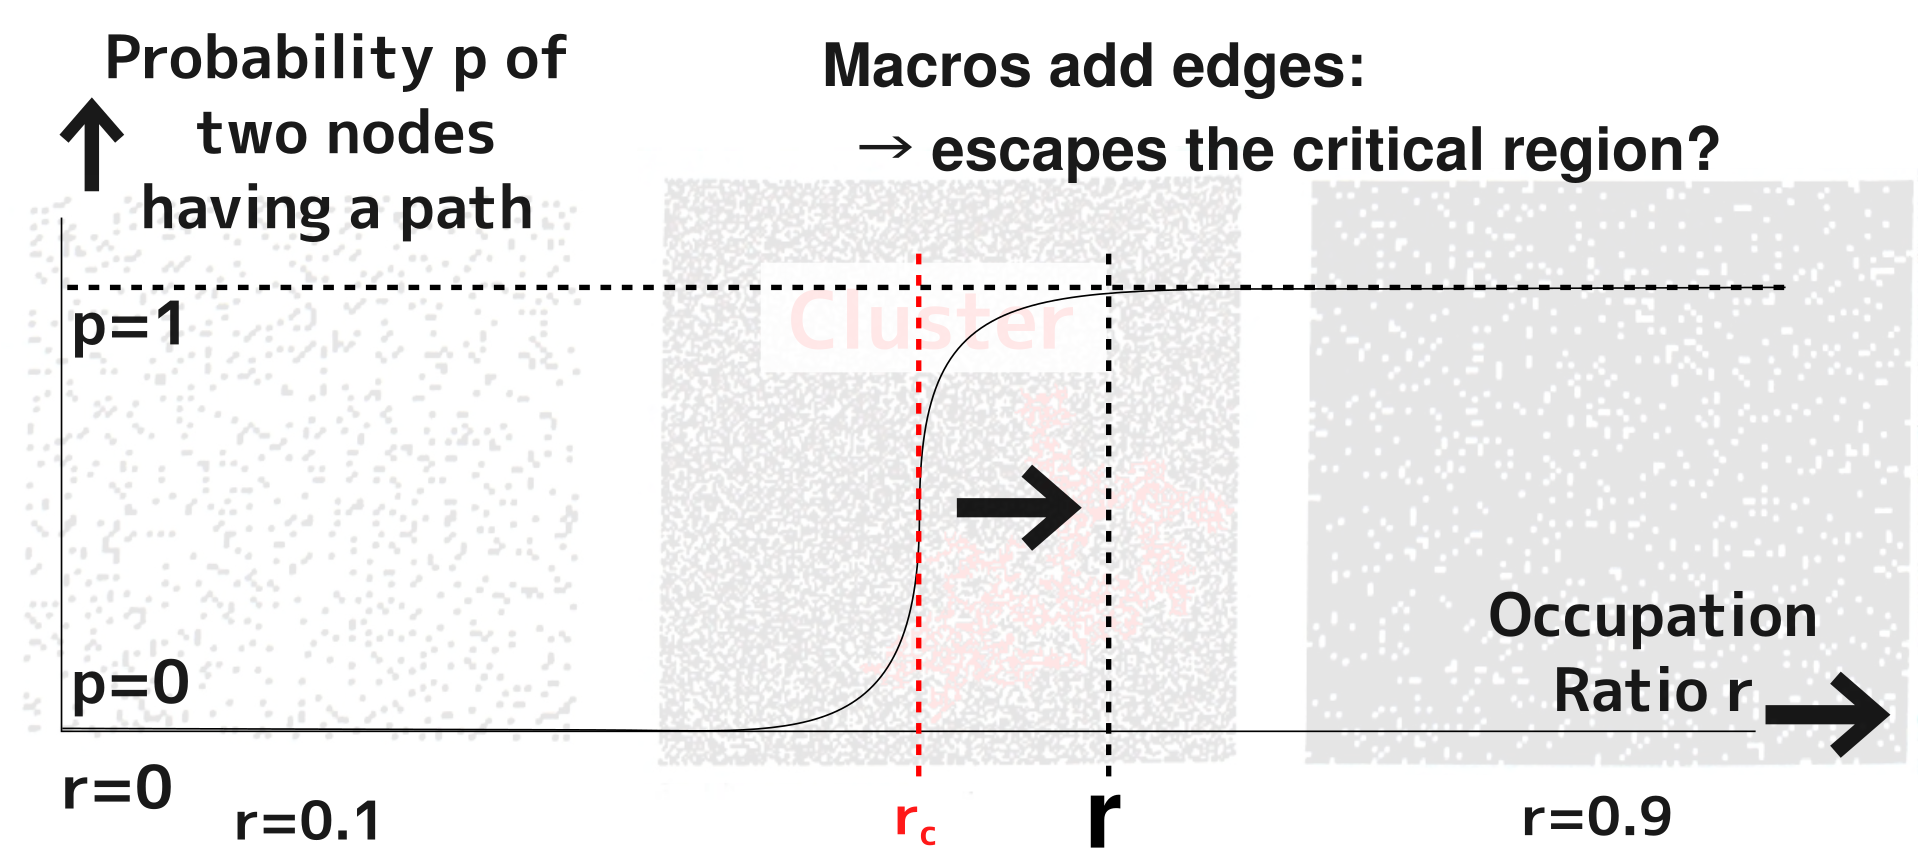 Probability p of
two nodes
having a path
Macros add edges:
→ escapes the critical region?
p=1
Cluster
p=0
Occupation
Ratio r
r=0
r=0.1
rc
r
r=0.9